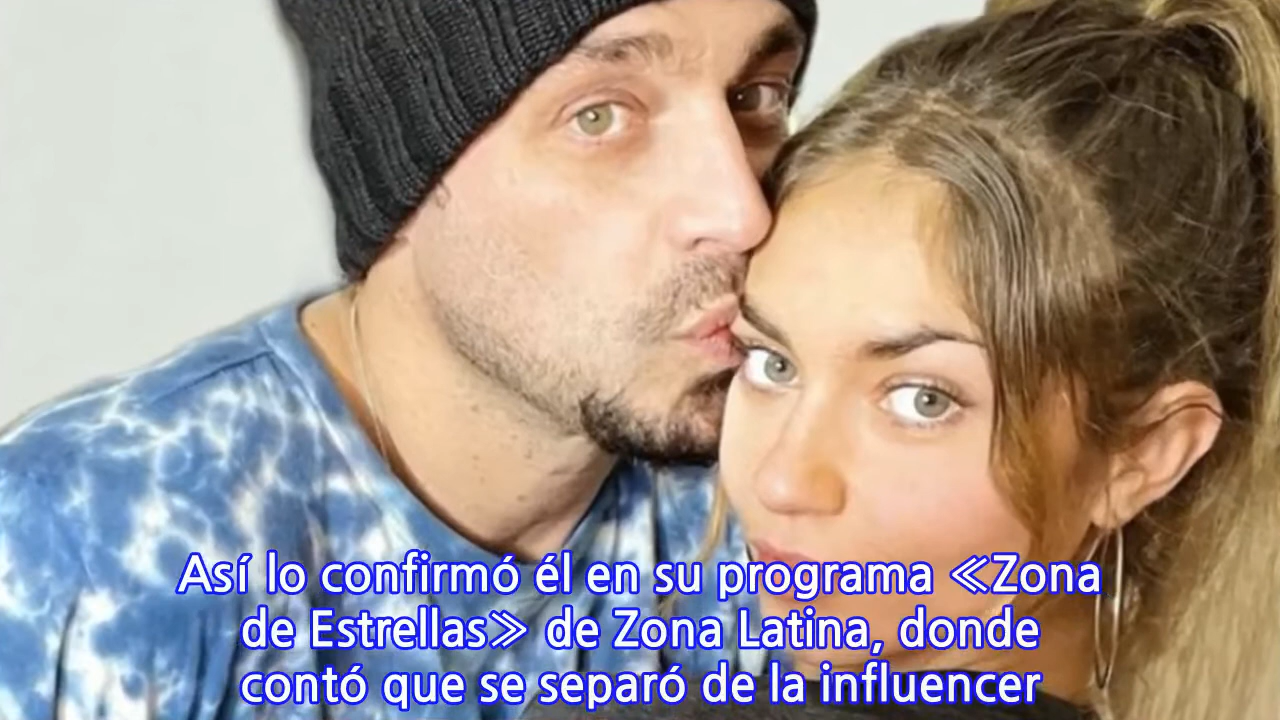 Así lo confirmó él en su programa ≪Zona
de Estrellas≫ de Zona Latina, donde
contó que se separó de la influencer